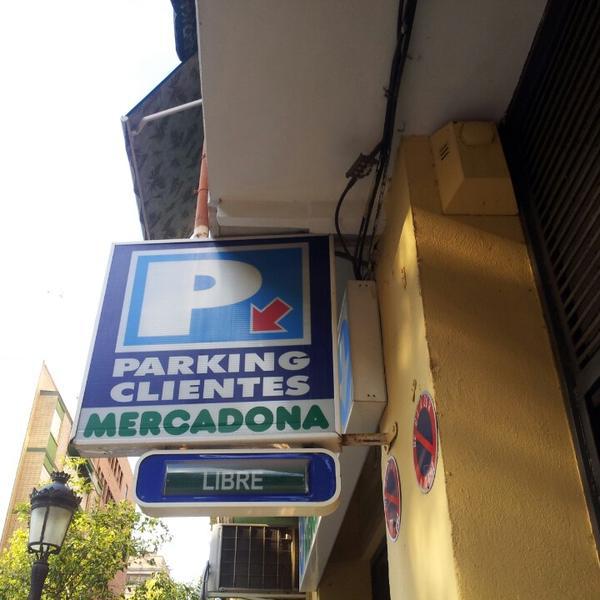 P
PARKING
CLIENTES
MERCADONA
LIBRE